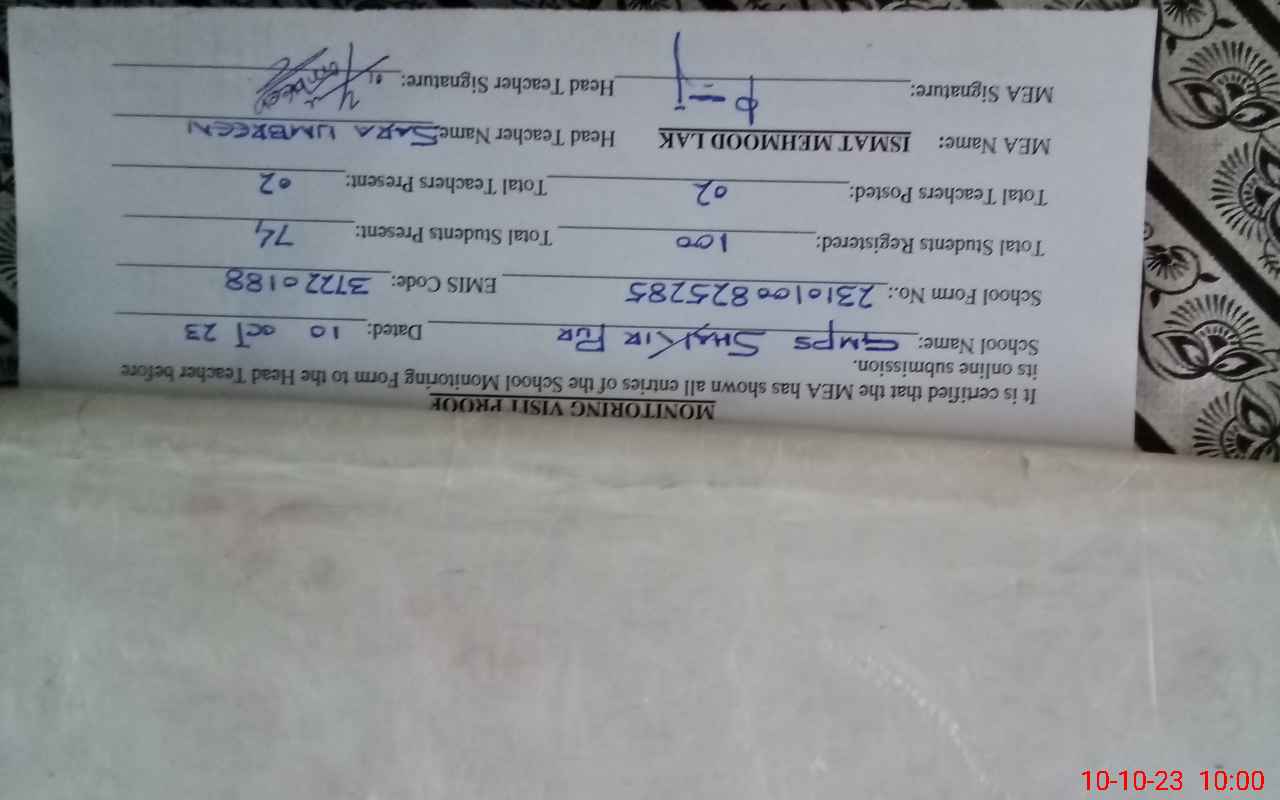 MONITORING VISIT PROOF
It is certified that the MEA has shown all entries of the School Monitoring Form to the Head Teacher before
its online submission.
School Name: GMPS SHAKIR PUR Dated: 10 OCT 23
School Form No.: 231010082 5285 EMIS Code: 37220188
Total Students Registered: 100 Total Students Present: 74
Total Teachers Posted: 02 Total Teachers Present: 02
MEA Name: ISMAT MEHMOOD LAK Head Teacher Name SARA UMBREEN
MEA Signature: Head Teacher Signature:
10-10-23 10:00